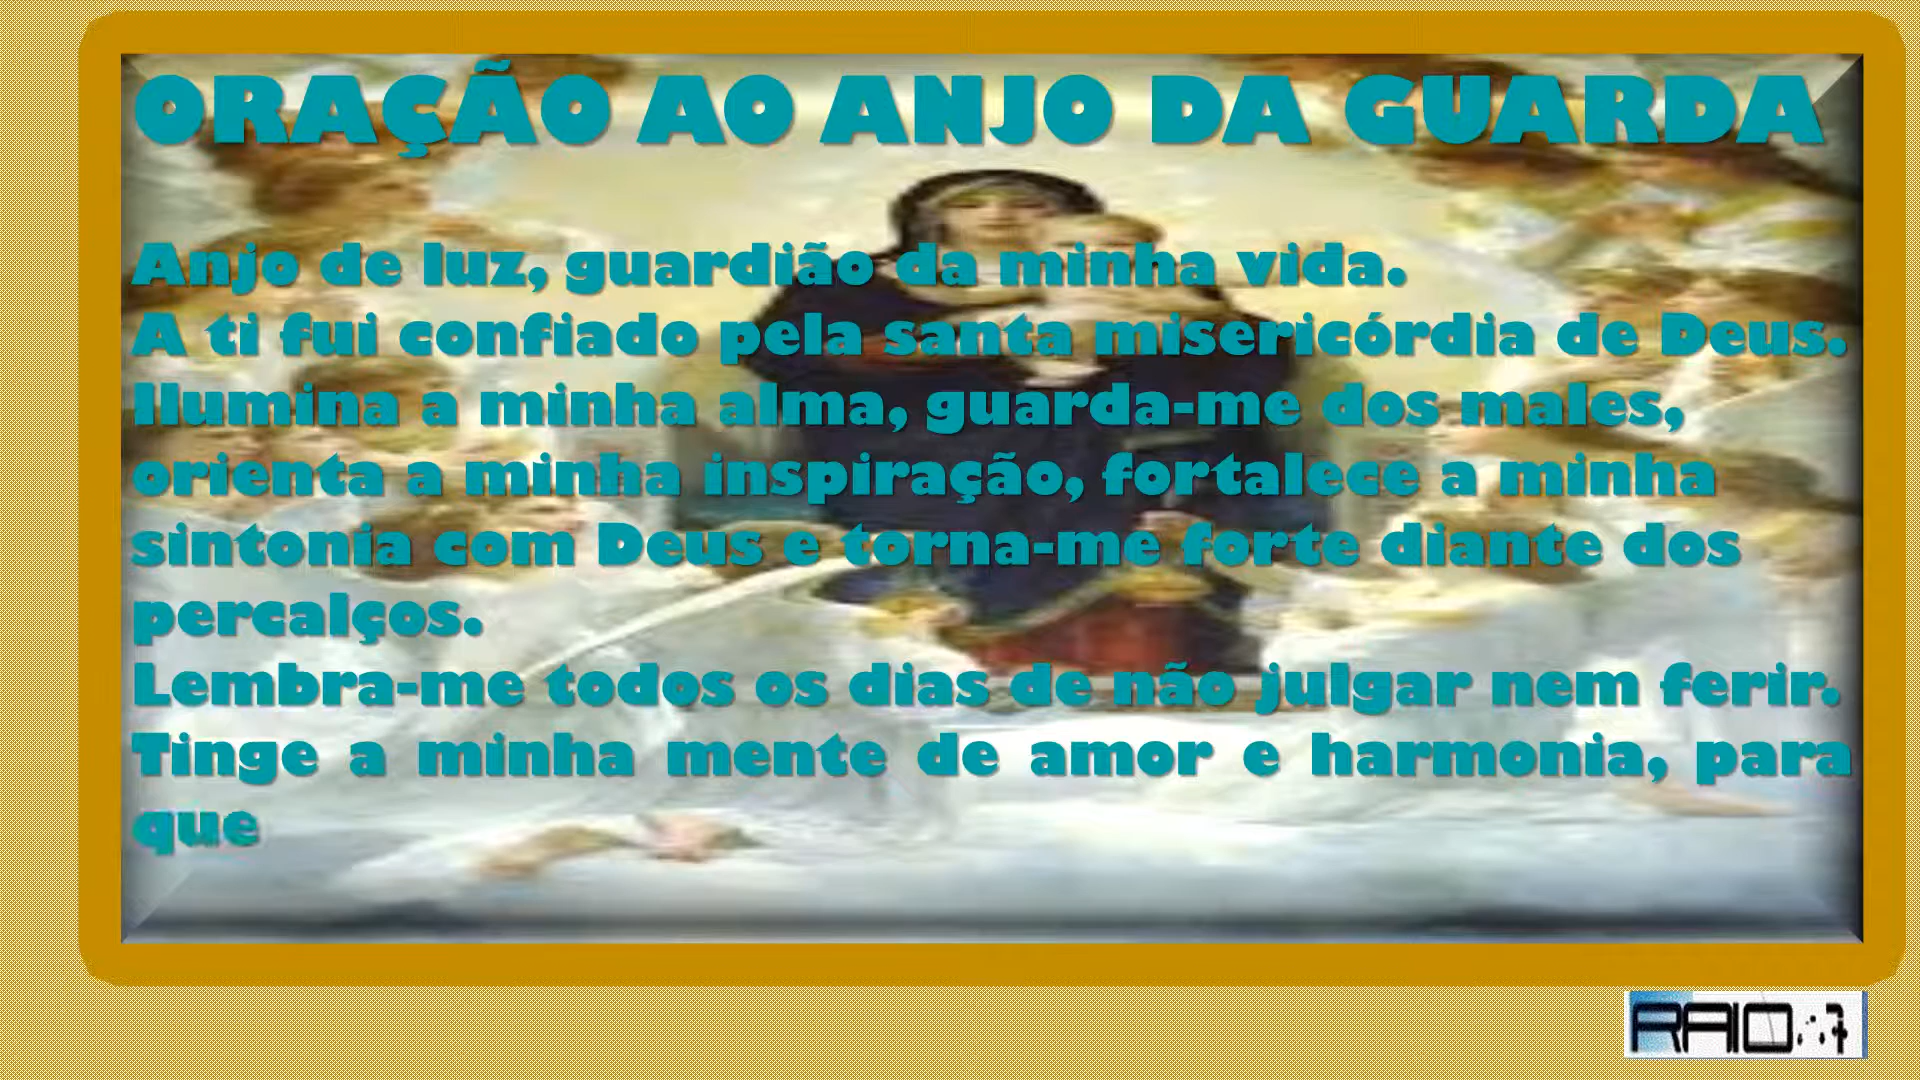 ORAÇÃO AO ANJO DA GUARDA
Anjo de luz, guardião da minha vida.
A ti fui confiado pela santa misericórdia de Deus.
Ilumina a minha alma, guarda-me dos males,
orienta a minha inspiração, fortalece a minha
sintonia com Deus e torna-me forte diante dos
percalços.
Lembra-me todos os dias de não julgar nem ferir.
Tinge a minha mente de amor e harmonia, para
que
RAIO 7